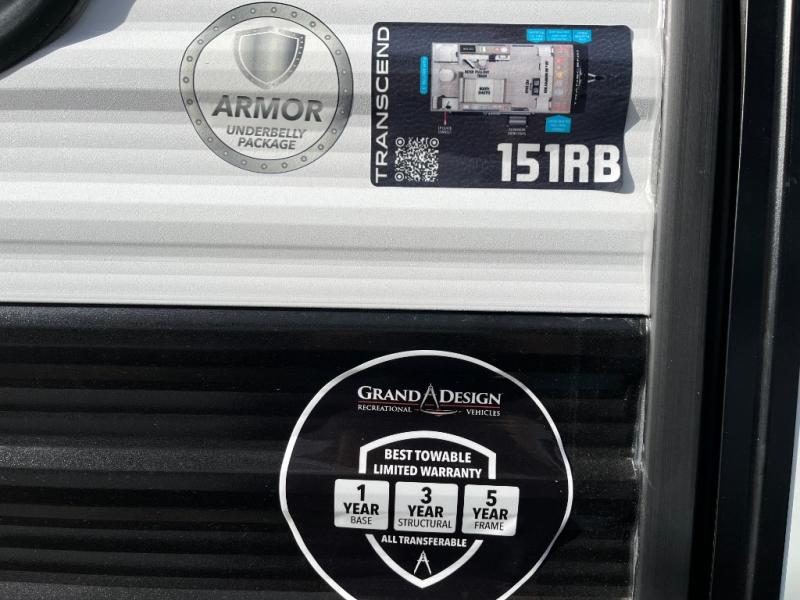 ARMOR
UNDERBELLY
PACKAGE
TRANSCEND
151RB
GRAND DESIGN
RECREATIONAL VEHICLES
BEST TOWABLE
LIMITED WARRANTY
1 YEAR BASE
3 YEAR STRUCTURAL
5 YEAR FRAME
ALL TRANSFERABLE